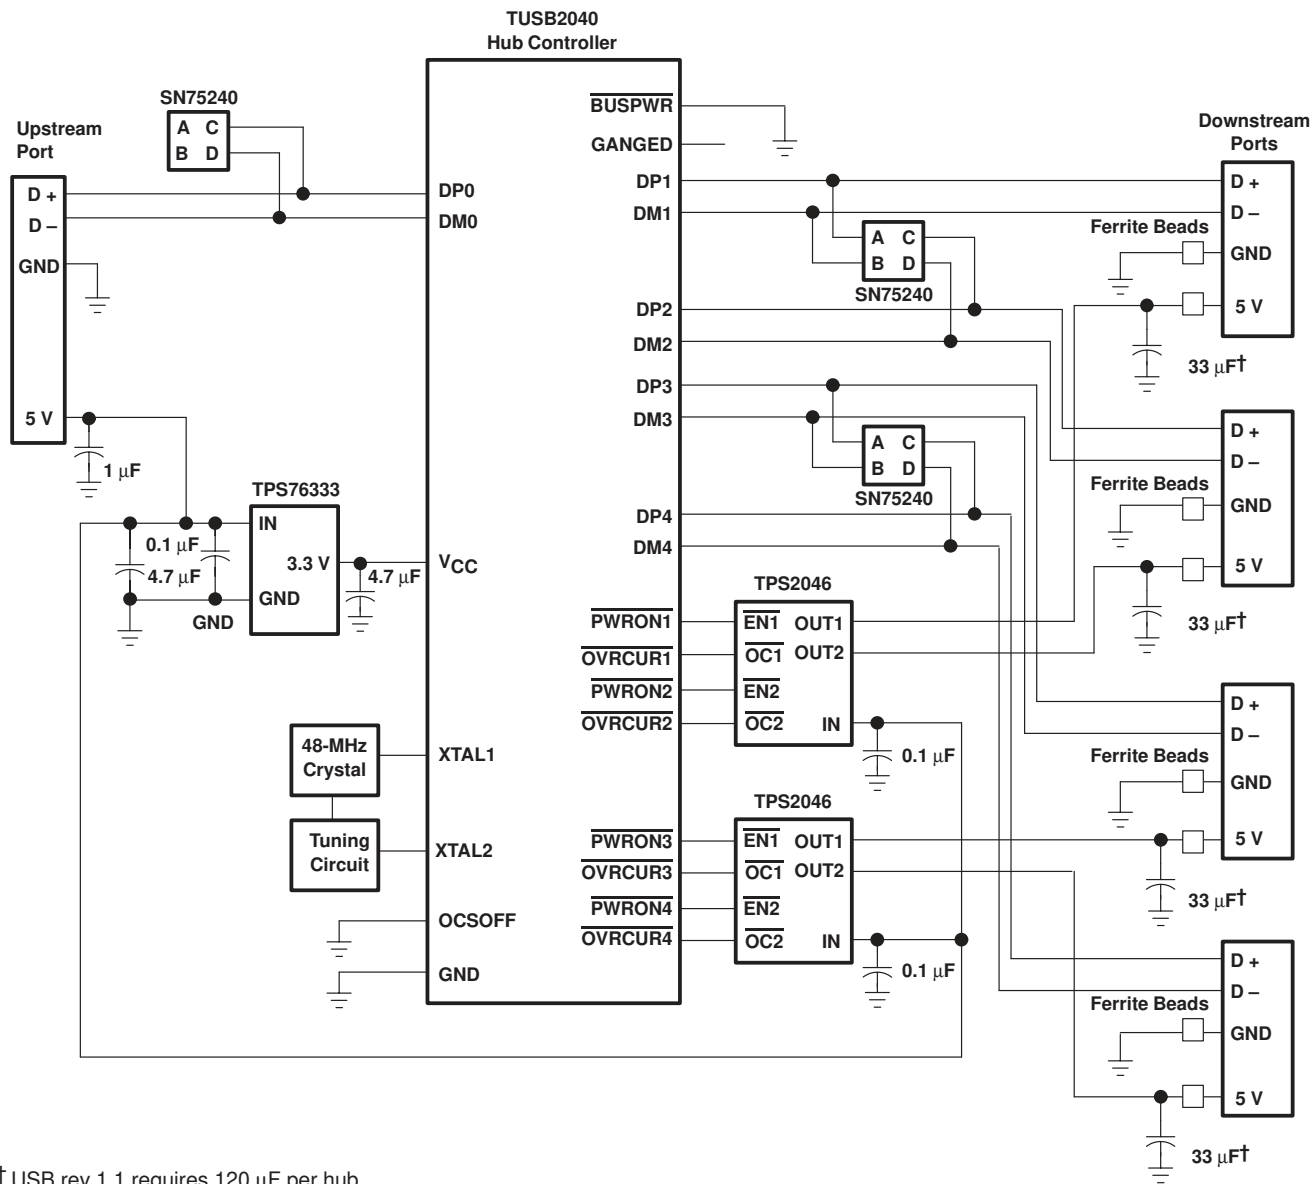 TUSB2040
Hub Controller
SN75240
A C
B D
Upstream
Port
D +
D –
GND
5 V
1 μF
TPS76333
IN
3.3 V
GND
0.1 μF
4.7 μF
GND
4.7 μF
48-MHz
Crystal
Tuning
Circuit
DP0
DM0
VCC
XTAL1
XTAL2
OCSOFF
GND
BUSPWR
GANGED
DP1
DM1
DP2
DM2
DP3
DM3
DP4
DM4
PWRON1
OVRCUR1
PWRON2
OVRCUR2
PWRON3
OVRCUR3
PWRON4
OVRCUR4
A C
B D
SN75240
A C
B D
SN75240
TPS2046
EN1 OUT1
OC1 OUT2
EN2
OC2 IN
0.1 μF
TPS2046
EN1 OUT1
OC1 OUT2
EN2
OC2 IN
0.1 μF
Downstream
Ports
D +
D –
Ferrite Beads
GND
5 V
33 μF†
D +
D –
Ferrite Beads
GND
5 V
33 μF†
D +
D –
Ferrite Beads
GND
5 V
33 μF†
D +
D –
Ferrite Beads
GND
5 V
33 μF†
† USB rev 1.1 requires 120 μF per hub